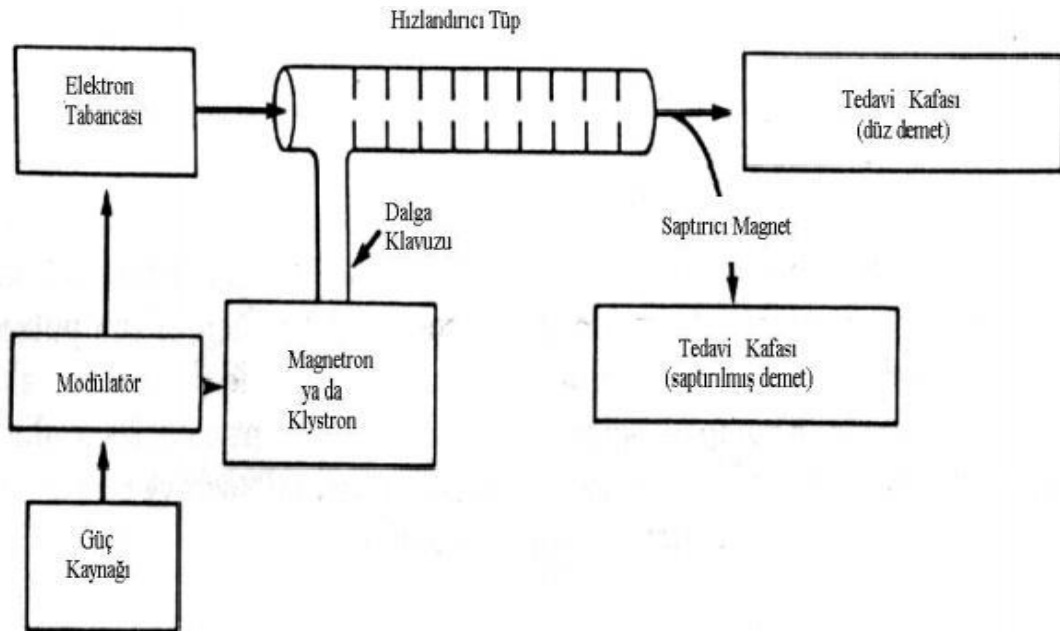 Hızlandırıcı Tüp
Elektron
Tabancası
Tedavi Kafası
(düz demet)
Dalga
Klavuzu
Saptırıcı Magnet
Modülatör
Magnetron
ya da
Klystron
Tedavi Kafası
(saptırılmış demet)
Güç
Kaynağı